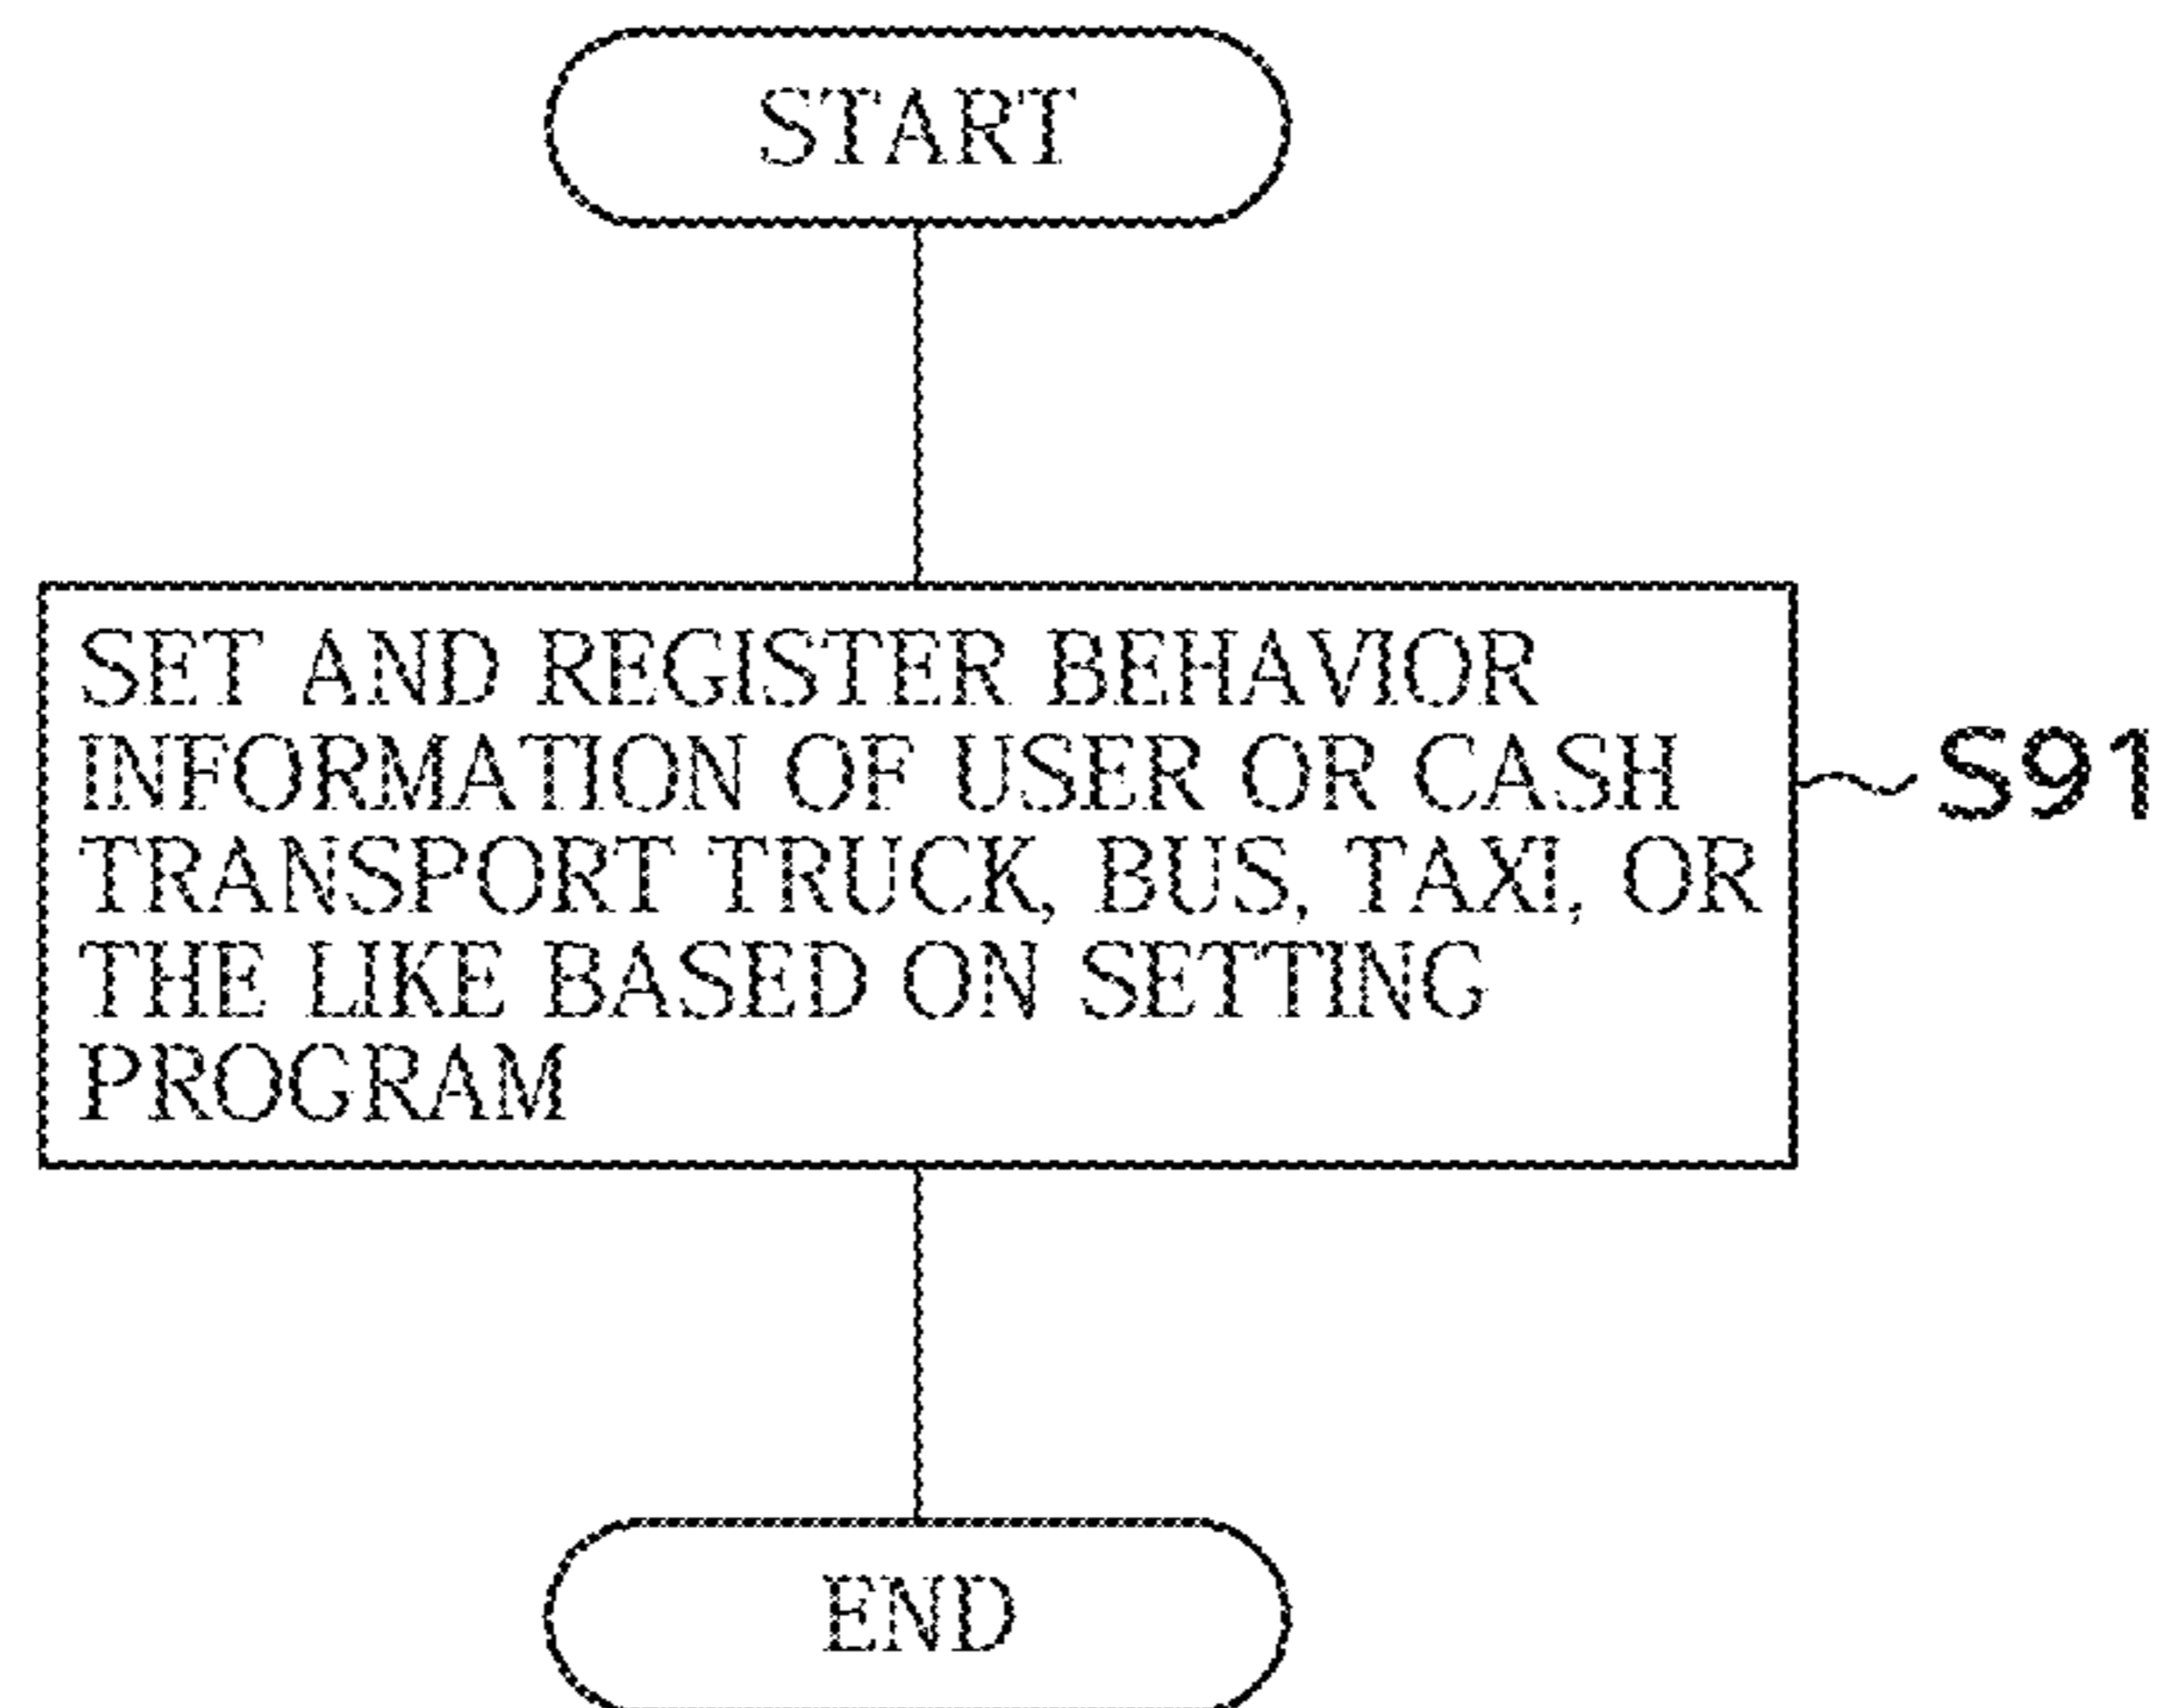 START
SET AND REGISTER BEHAVIOR
INFORMATION OF USER OR CASH
TRANSPORT TRUCK, BUS, TAXI, OR
THE LIKE BASED ON SETTING
PROGRAM
S91
END